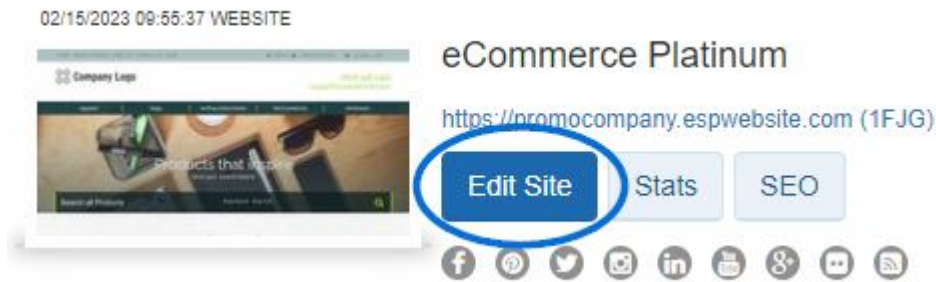 02/15/2023 09:55:37 WEBSITE
Company Logo
Products that inspire
Search all Products
eCommerce Platinum
https://promocompany.espwebsite.com (1FJG)
Edit Site
Stats
SEO